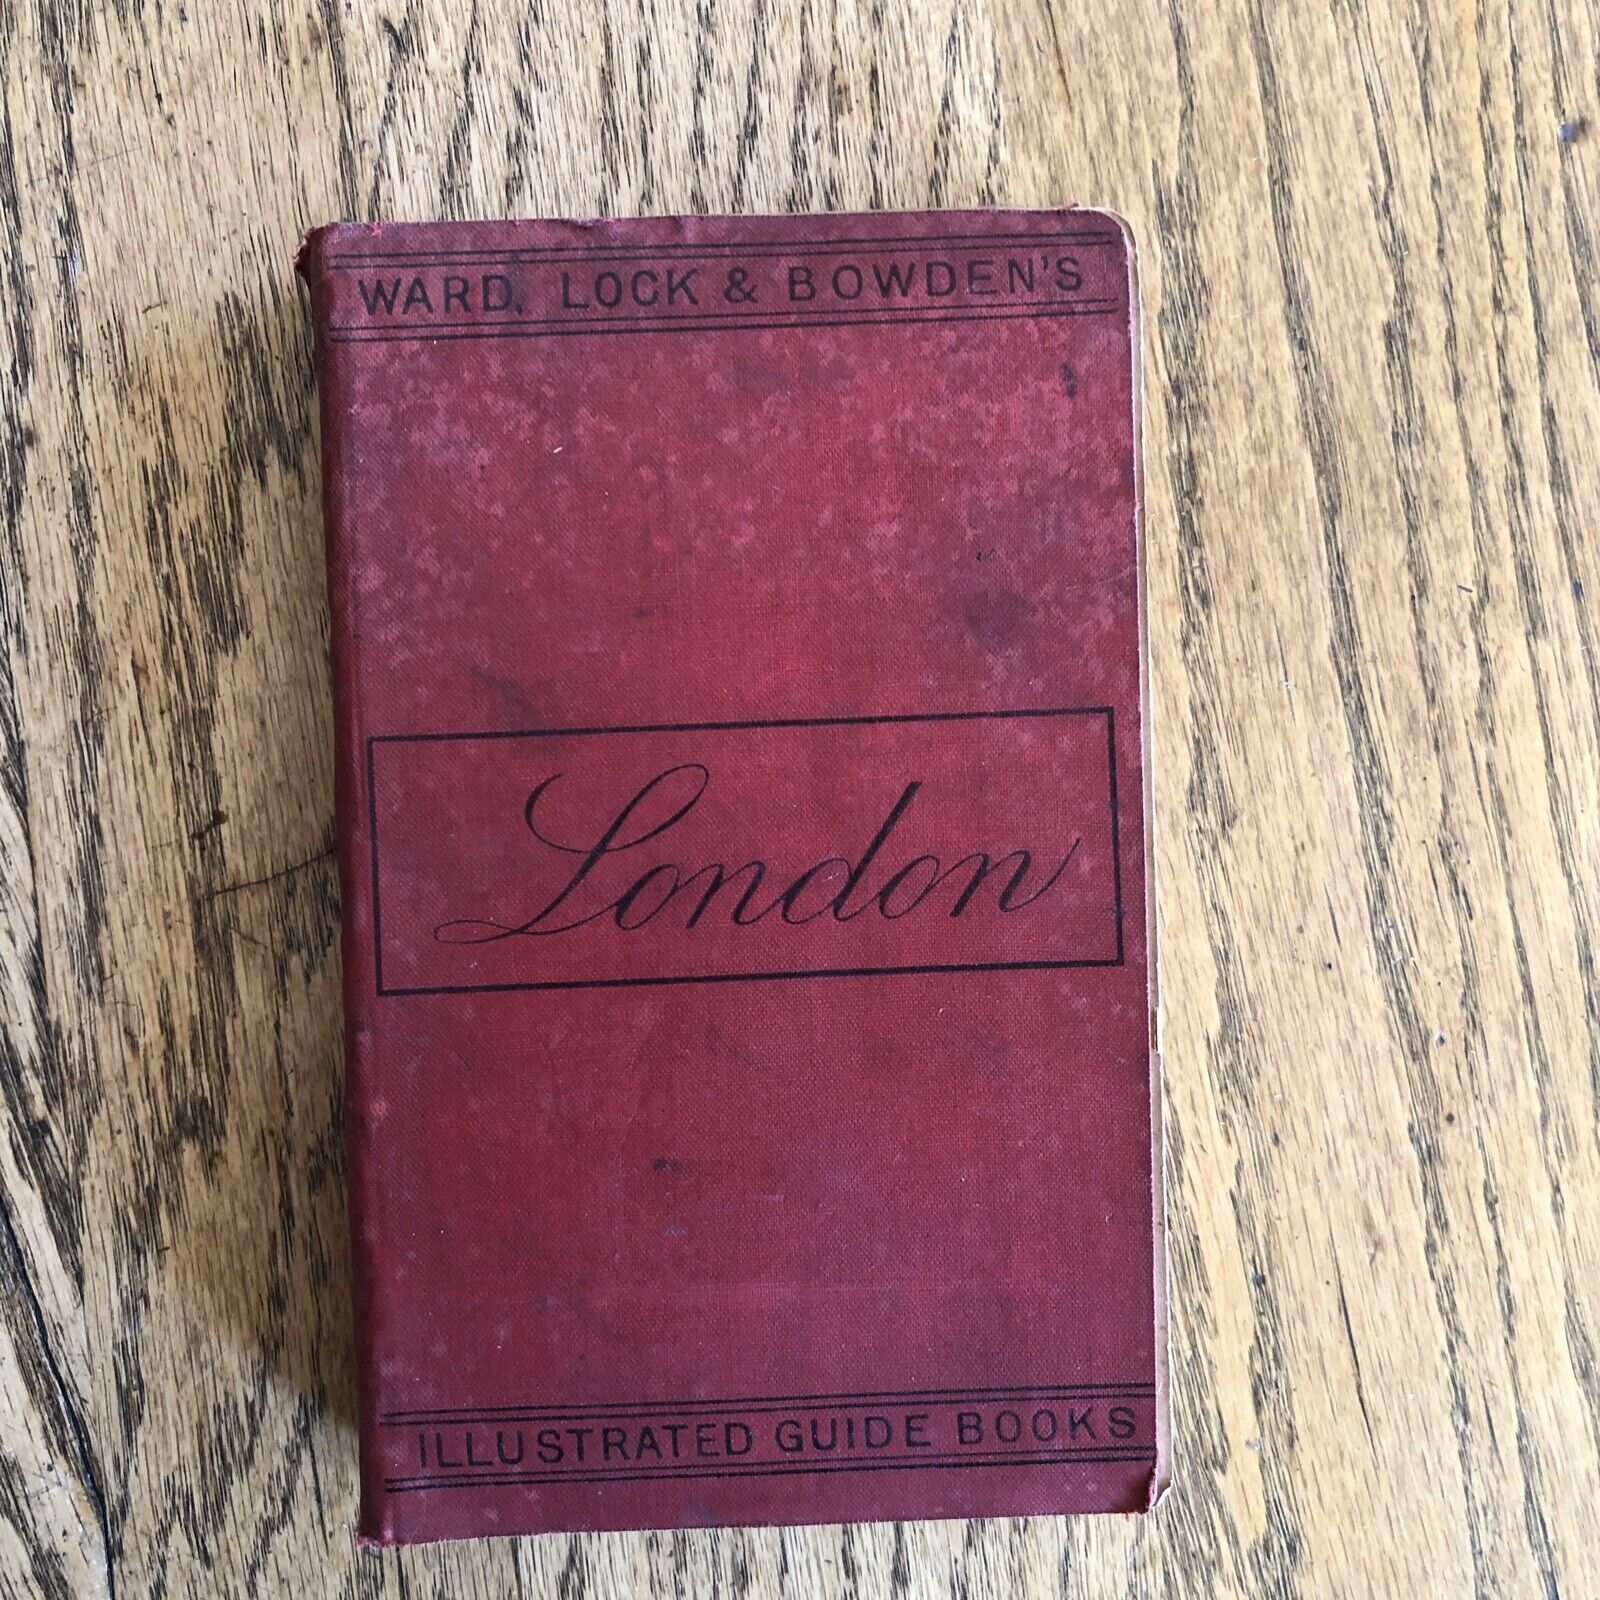 WARD, LOCK & BOWDEN'S
London
ILLUSTRATED GUIDE BOOKS